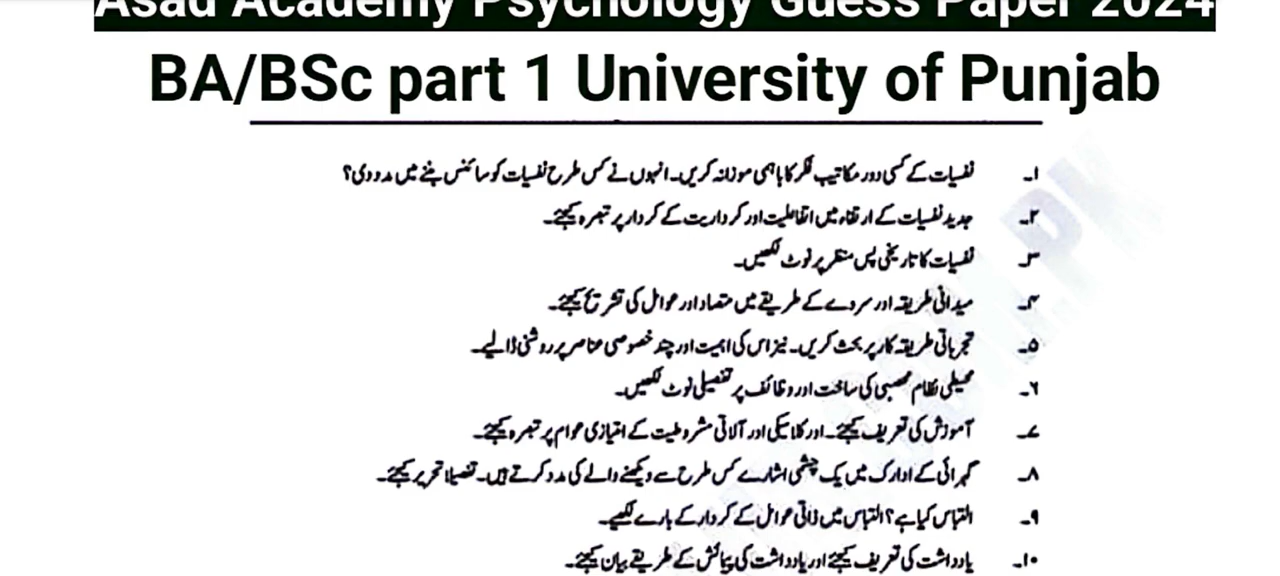 Asad Academy Psychology Guess Paper 2024
BA/BSc part 1 University of Punjab
۱۔ نفسیات کے کسی دور مکاتیب فکر کا باہمی موزانہ کریں۔ انہوں نے کس طرح نفسیات کو سائنس بننے میں مدد دی؟
۲۔ جدید نفسیات کے ارتقاء میں اتفاعلیت اور کرداریت کے کردار پر تبصرہ کیجئے۔
۳۔ نفسیات کا تاریخی پس منظر پر نوٹ لکھیں۔
۴۔ میدانی طریقہ اور سردے کے طریقے میں متصاد اور عوامل کی تشریح کیجئے۔
۵۔ تجرباتی طریقہ کار پر بحث کریں۔ نیز اس کی اہمیت اور چند خصوصی عناصر پر روشنی ڈالیے۔
۶۔ محیطی نظام عصبی کی ساخت اور وظائف پر تفصیلی نوٹ لکھیں۔
۷۔ آموزش کی تعریف کیجئے۔ اور کلاسیکی اور آلاتی مشروطیت کے امتیازی عوام پر تبصرہ کیجئے۔
۸۔ گہرائی کے ادارک میں یک چشمی اشارے کس طرح سے دیکھنے والے کی مدد کرتے ہیں۔ تفصیلا تحریر کیجئے۔
۹۔ التباس کیا ہے؟ التباس میں ذاتی عوامل کے کردار کے بارے لکھیے۔
۱۰۔ یادداشت کی تعریف کیجئے اور یادداشت کی پیائش کے طریقے بیان کیجئے۔